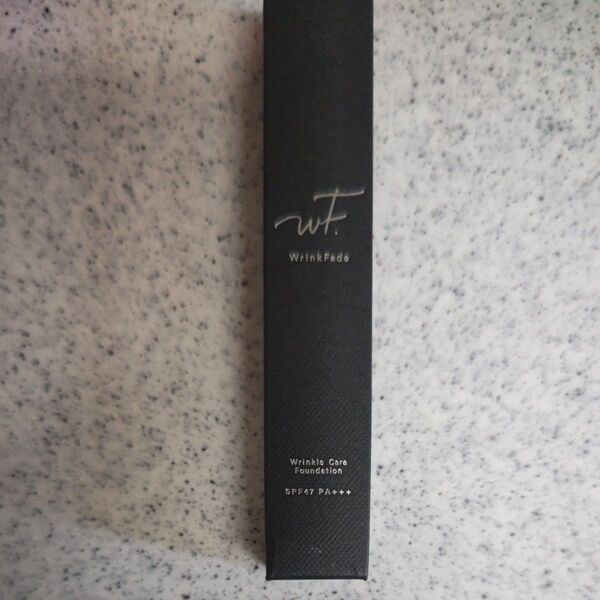 WF.
WrinkFade
Wrinkle Care
Foundation
SPF47 PA+++